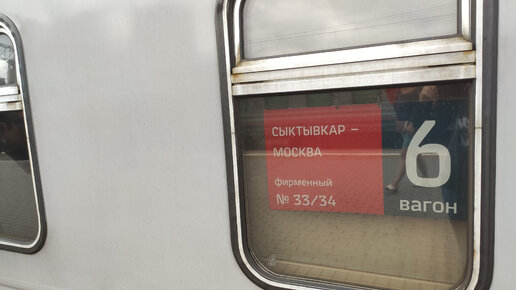 СЫКТЫВКАР –
МОСКВА
фирменный
№ 33/34
6
вагон